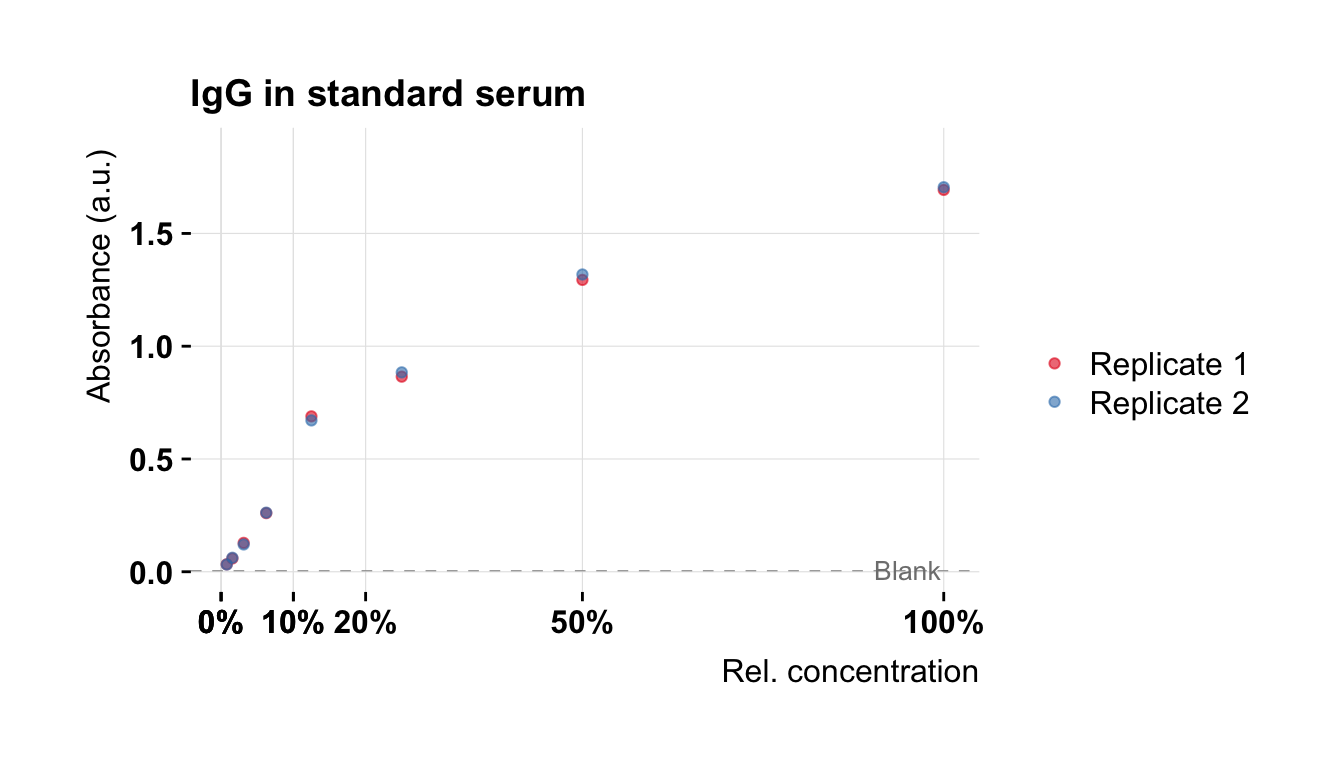 IgG in standard serum
Absorbance (a.u.)
1.5
1.0
0.5
0.0
Blank
0% 10% 20% 50% 100%
Rel. concentration
Replicate 1
Replicate 2